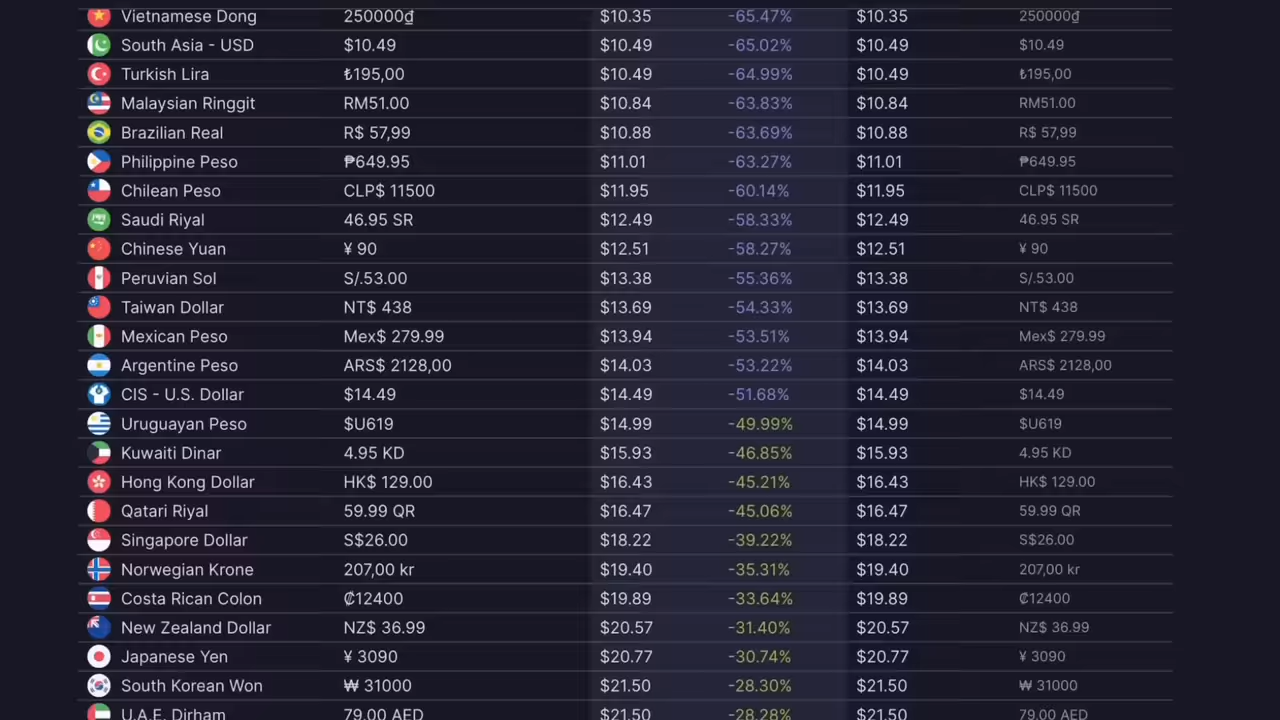 Vietnamese Dong 250000₫ $10.35 -65.47% $10.35 250000₫
South Asia - USD $10.49 $10.49 -65.02% $10.49 $10.49
Turkish Lira ₺195,00 $10.49 -64.99% $10.49 ₺195,00
Malaysian Ringgit RM51.00 $10.84 -63.83% $10.84 RM51.00
Brazilian Real R$ 57,99 $10.88 -63.69% $10.88 R$ 57,99
Philippine Peso ₱649.95 $11.01 -63.27% $11.01 ₱649.95
Chilean Peso CLP$ 11500 $11.95 -60.14% $11.95 CLP$ 11500
Saudi Riyal 46.95 SR $12.49 -58.33% $12.49 46.95 SR
Chinese Yuan ¥ 90 $12.51 -58.27% $12.51 ¥ 90
Peruvian Sol S/.53.00 $13.38 -55.36% $13.38 S/.53.00
Taiwan Dollar NT$ 438 $13.69 -54.33% $13.69 NT$ 438
Mexican Peso Mex$ 279.99 $13.94 -53.51% $13.94 Mex$ 279.99
Argentine Peso ARS$ 2128,00 $14.03 -53.22% $14.03 ARS$ 2128,00
CIS - U.S. Dollar $14.49 $14.49 -51.68% $14.49 $14.49
Uruguayan Peso $U619 $14.99 -49.99% $14.99 $U619
Kuwaiti Dinar 4.95 KD $15.93 -46.85% $15.93 4.95 KD
Hong Kong Dollar HK$ 129.00 $16.43 -45.21% $16.43 HK$ 129.00
Qatari Riyal 59.99 QR $16.47 -45.06% $16.47 59.99 QR
Singapore Dollar S$26.00 $18.22 -39.22% $18.22 S$26.00
Norwegian Krone 207,00 kr $19.40 -35.31% $19.40 207,00 kr
Costa Rican Colon ₡12400 $19.89 -33.64% $19.89 ₡12400
New Zealand Dollar NZ$ 36.99 $20.57 -31.40% $20.57 NZ$ 36.99
Japanese Yen ¥ 3090 $20.77 -30.74% $20.77 ¥ 3090
South Korean Won ₩ 31000 $21.50 -28.30% $21.50 ₩ 31000
U.A.E. Dirham 79.00 AED $21.50 -28.28% $21.50 79.00 AED